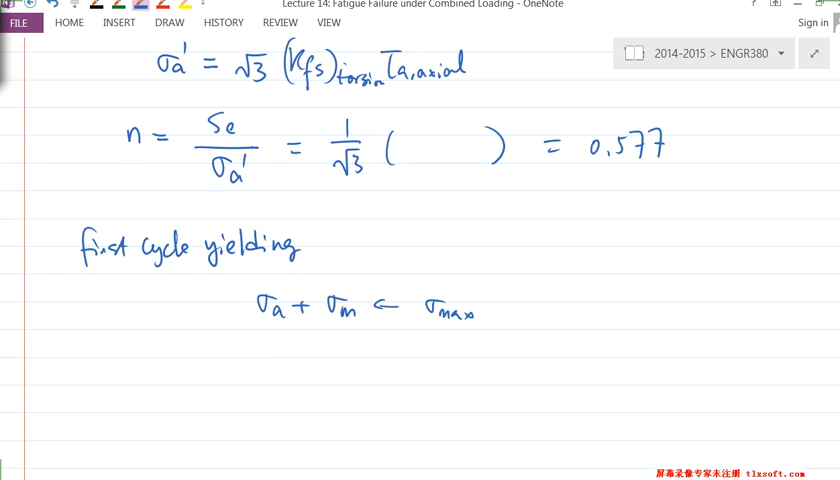 Lecture 14: Fatigue Failure under Combined Loading - OneNote
FILE HOME INSERT DRAW HISTORY REVIEW VIEW Sign in
2014-2015 > ENGR380
σa' = √3 (Kfs)torsion τa,axial
n = Se / σa' = 1/√3 ( ) = 0.577
first cycle yielding
σa + σm ← σmax
屏幕录像专家未注册 tlxsoft.com